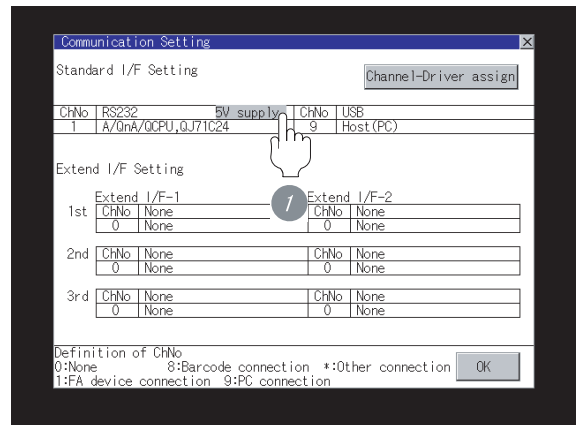 Communication Setting
Standard I/F Setting
Channel-Driver assign
ChNo RS232 5V supply ChNo USB
1 A/QnA/QCPU,QJ71C24 9 Host(PC)
Extend I/F Setting
Extend I/F-1 Extend I/F-2
1st ChNo None ChNo None
0 None 0 None
1
2nd ChNo None ChNo None
0 None 0 None
3rd ChNo None ChNo None
0 None 0 None
Definition of ChNo
0:None 8:Barcode connection *:Other connection OK
1:FA device connection 9:PC connection